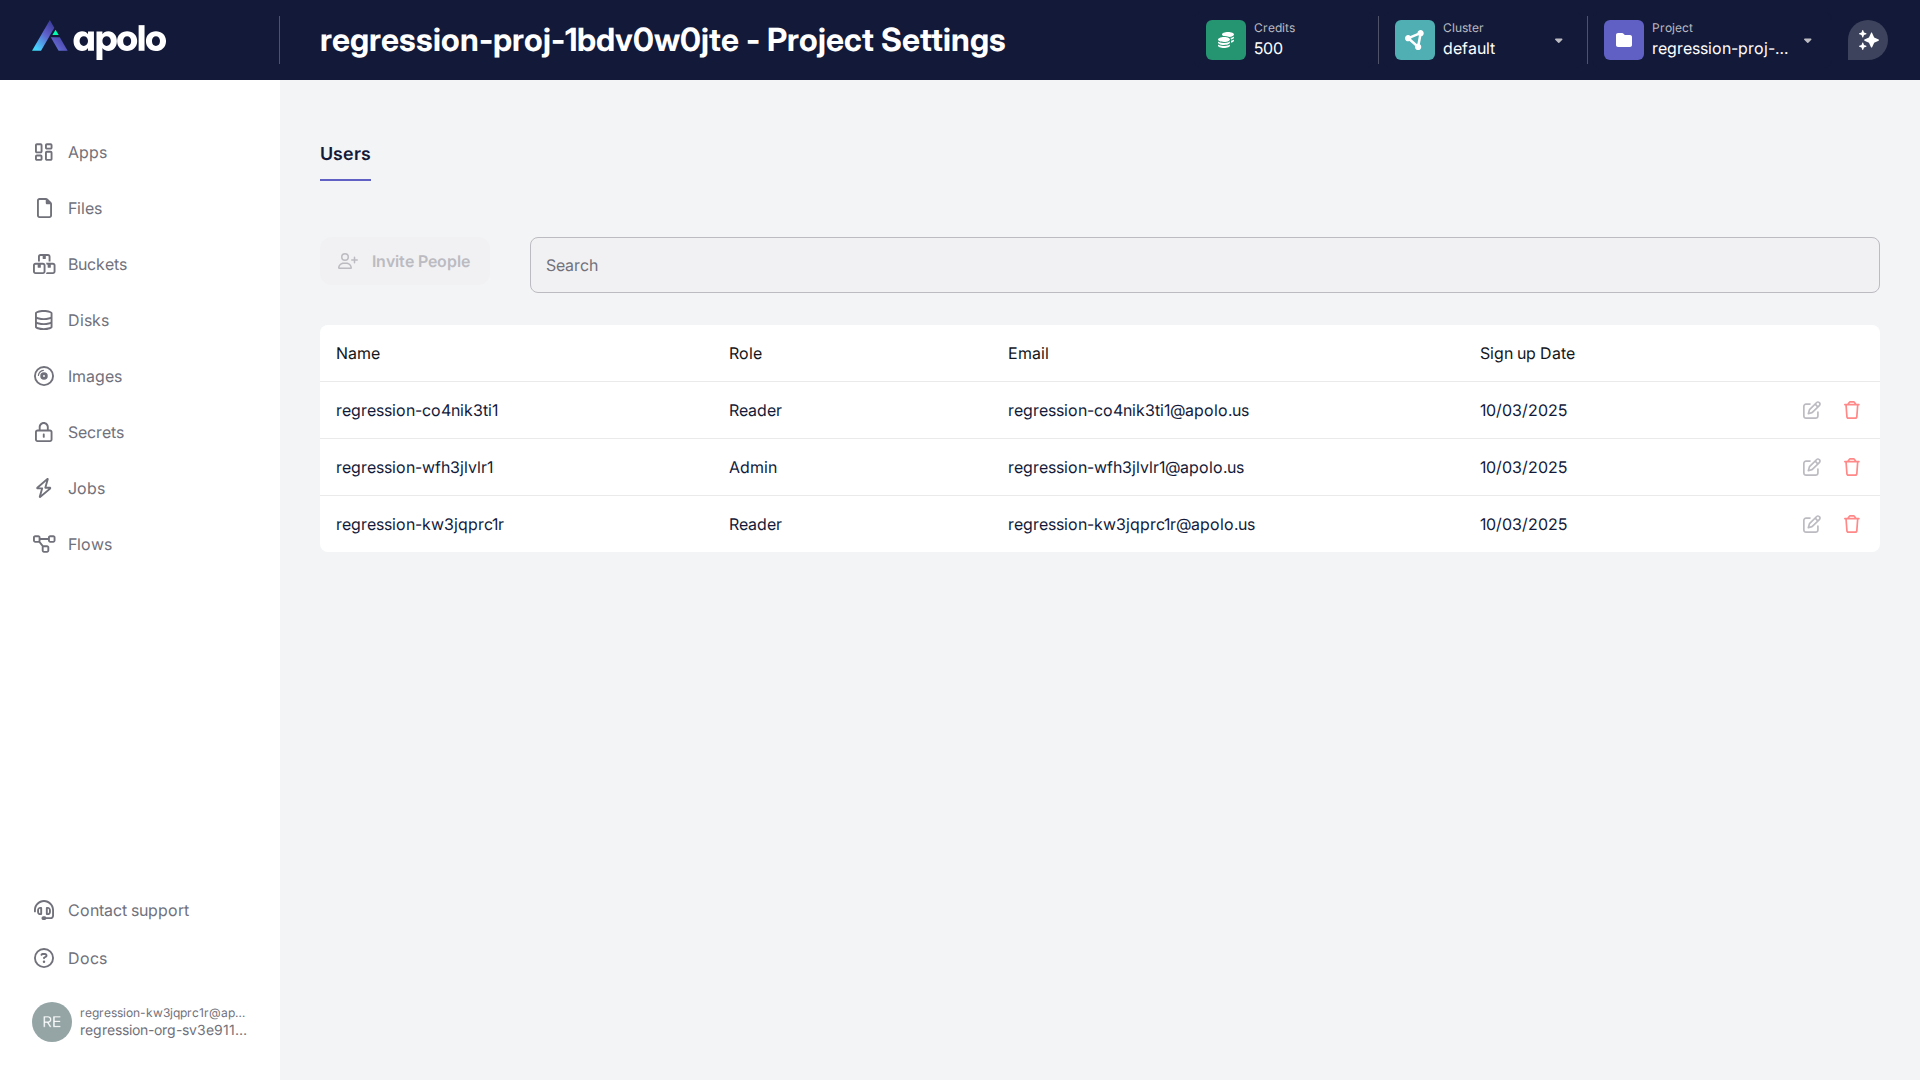 apolo
regression-proj-1bdv0w0jte - Project Settings
Credits
500
Cluster
default
Project
regression-proj-...
Apps
Files
Buckets
Disks
Images
Secrets
Jobs
Flows
Contact support
Docs
RE
regression-kw3jqprc1r@ap...
regression-org-sv3e911...
Users
Invite People
Search
Name Role Email Sign up Date
regression-co4nik3ti1 Reader regression-co4nik3ti1@apolo.us 10/03/2025
regression-wfh3jlvlr1 Admin regression-wfh3jlvlr1@apolo.us 10/03/2025
regression-kw3jqprc1r Reader regression-kw3jqprc1r@apolo.us 10/03/2025